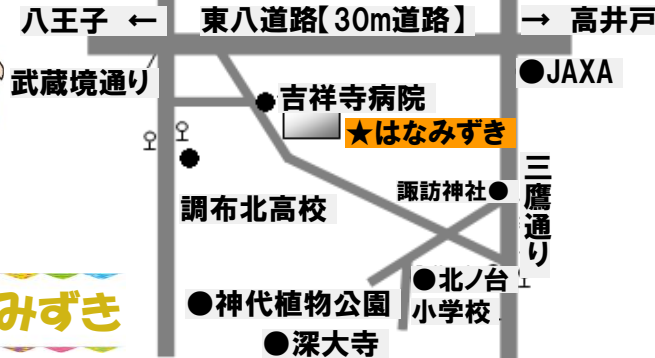 八王子 ← 東八道路【30m道路】 → 高井戸
武蔵境通り
●JAXA
●吉祥寺病院
★はなみずき
三鷹通り
諏訪神社●
調布北高校
●北ノ台
小学校
●神代植物公園
●深大寺
みずき